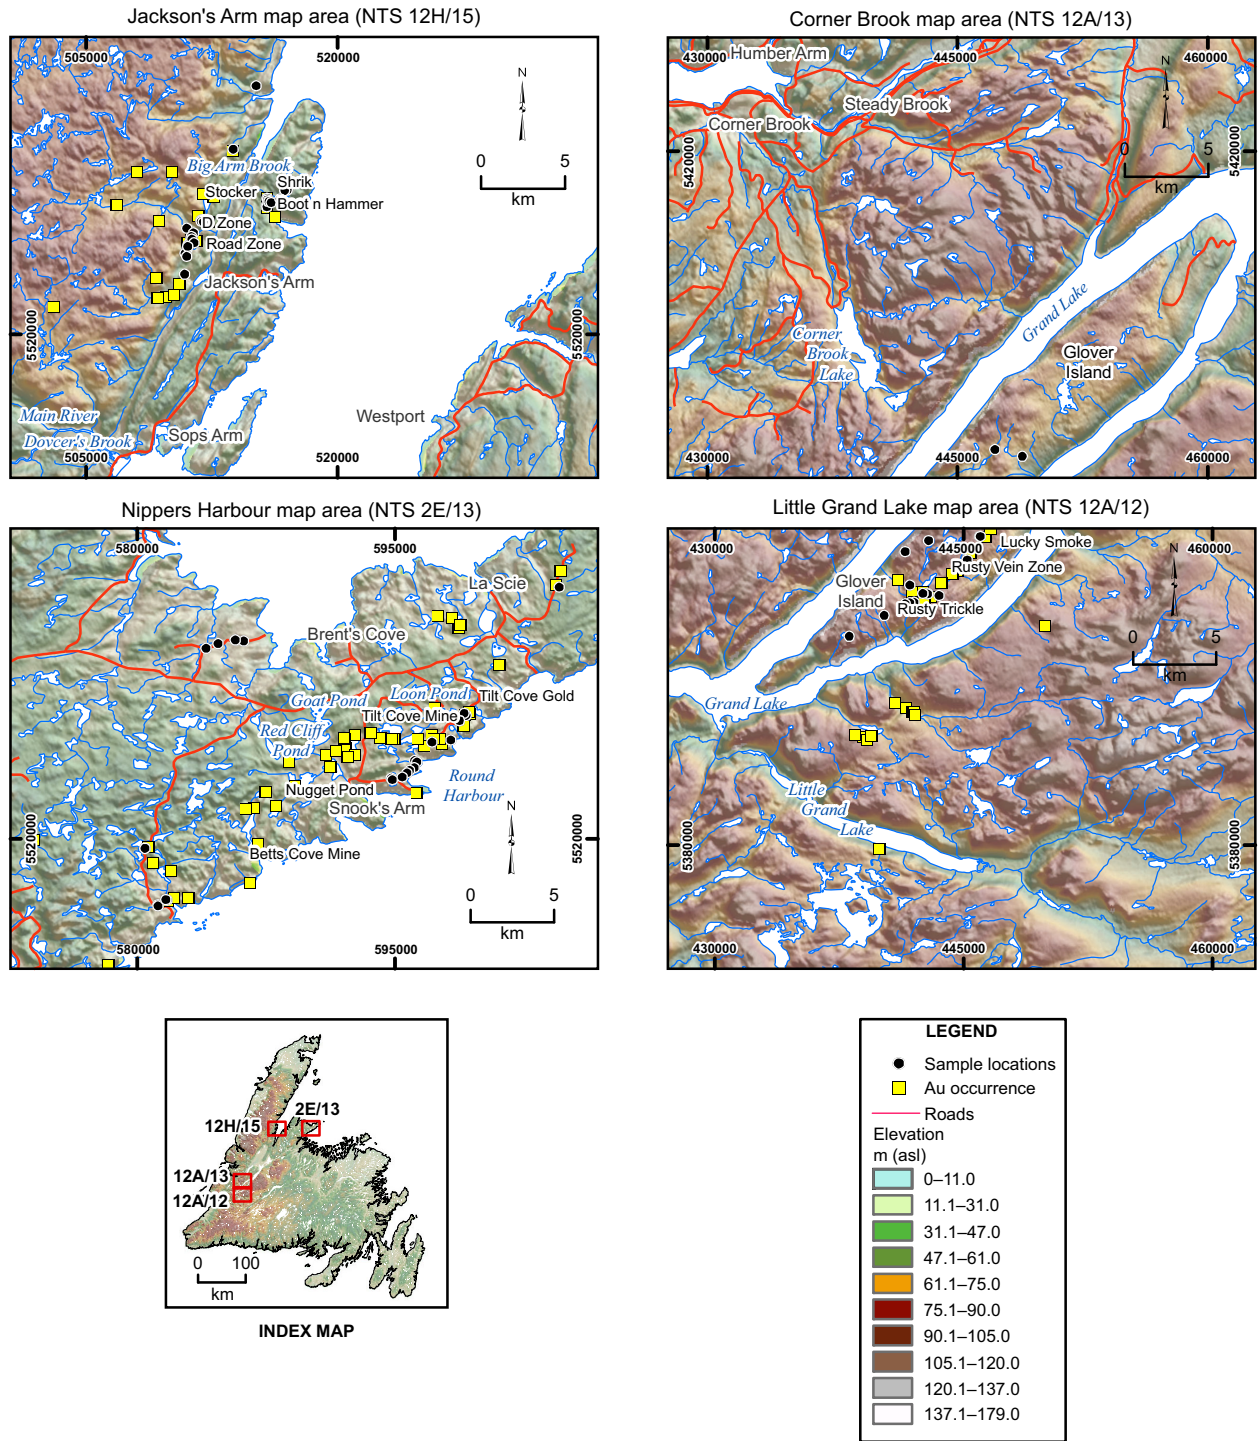 Jackson's Arm map area (NTS 12H/15)
505000
520000
N
0 5
km
Big Arm Brook
Shrik
Stocker
Boot n Hammer
D Zone
Road Zone
Jackson's Arm
5520000
5520000
Westport
Main River
Dovcer's Brook
Sops Arm
505000
520000
Corner Brook map area (NTS 12A/13)
430000
Humber Arm
445000
460000
N
Steady Brook
Corner Brook
5420000
5420000
0 5
km
Grand Lake
Corner
Brook
Lake
Glover
Island
430000
445000
460000
Nippers Harbour map area (NTS 2E/13)
580000
595000
La Scie
Brent's Cove
Goat Pond
Loon Pond
Tilt Cove Gold
Tilt Cove Mine
Red Cliff
Pond
Round
Harbour
Nugget Pond
Snook's Arm
N
5520000
5520000
Betts Cove Mine
0 5
km
580000
595000
Little Grand Lake map area (NTS 12A/12)
430000
445000
460000
Lucky Smoke
N
Rusty Vein Zone
Glover
Island
Rusty Trickle
0 5
km
Grand Lake
Little
Grand
Lake
5380000
5380000
430000
445000
460000
2E/13
12H/15
12A/13
12A/12
0 100
km
INDEX MAP
LEGEND
Sample locations
Au occurrence
Roads
Elevation
m (asl)
0–11.0
11.1–31.0
31.1–47.0
47.1–61.0
61.1–75.0
75.1–90.0
90.1–105.0
105.1–120.0
120.1–137.0
137.1–179.0